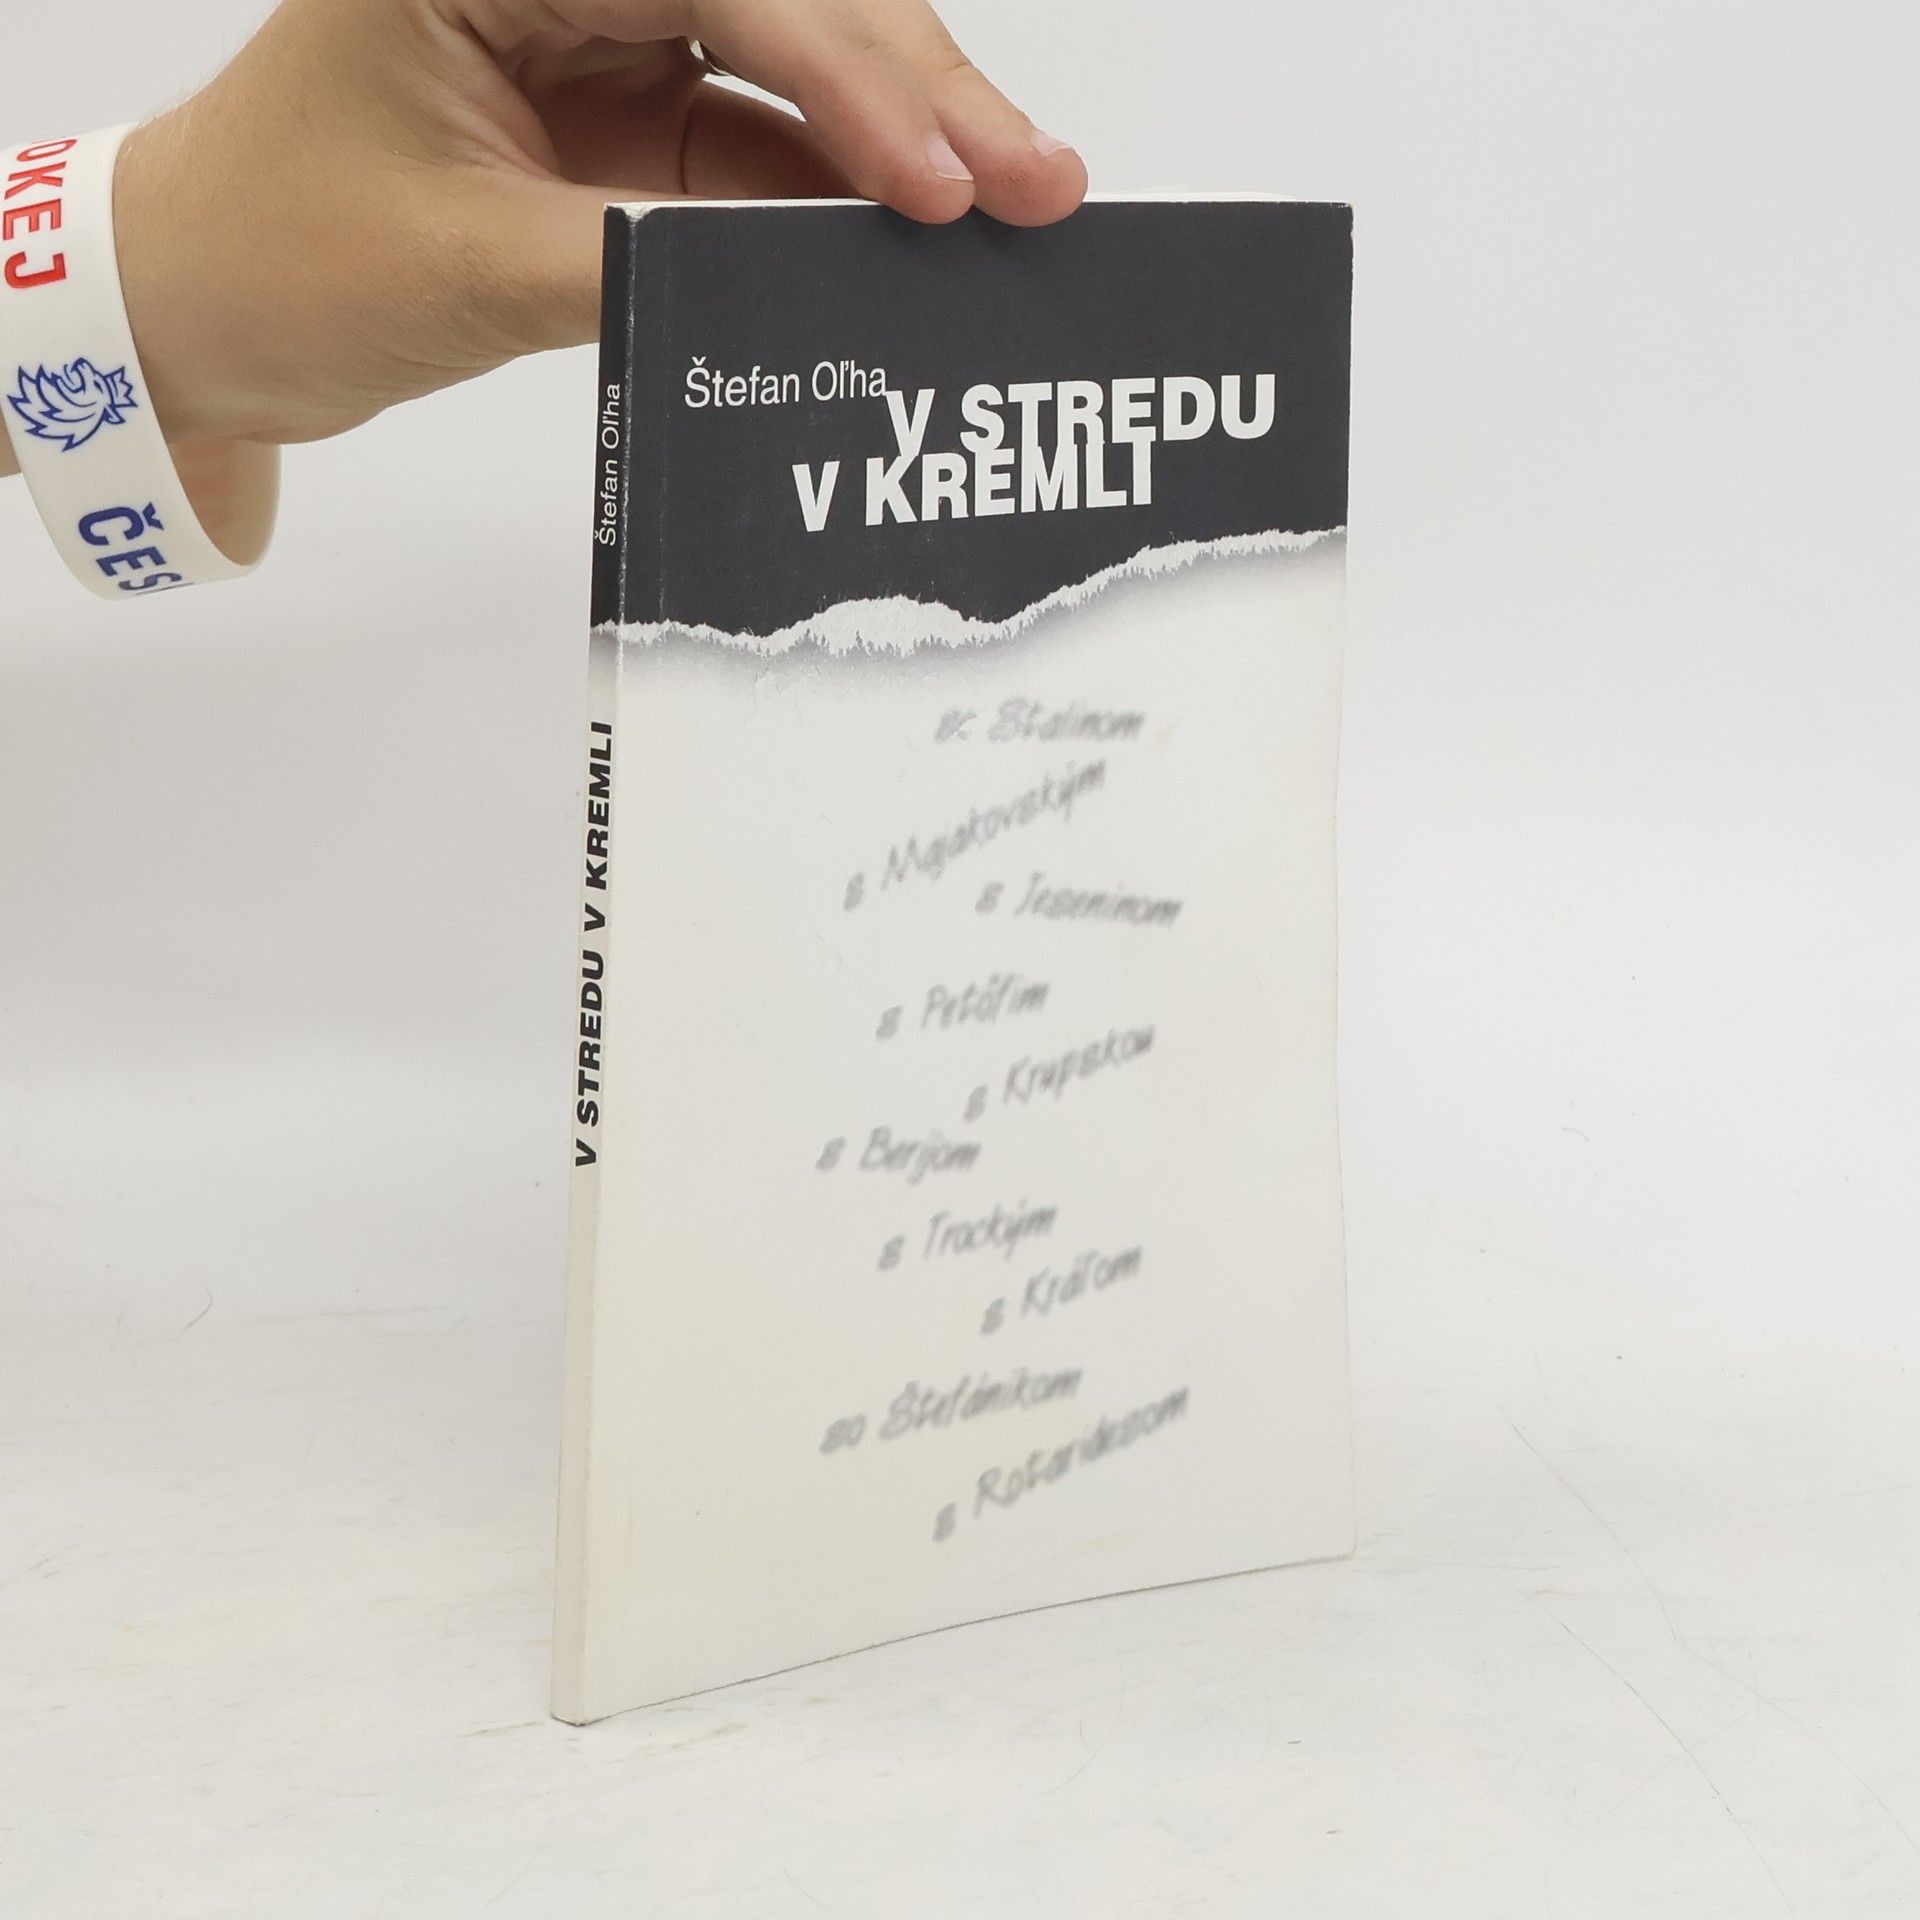 OKEJ
ČES
Štefan Oľha
V STREDU V KREMLI
Štefan Oľha
V STREDU
V KREMLI
so Stalinom
s Majakovským
s Jeseninom
s Petőfim
s Krupskou
s Berijom
s Trockým
s Kráľom
so Štefánikom
s Rotaridesom